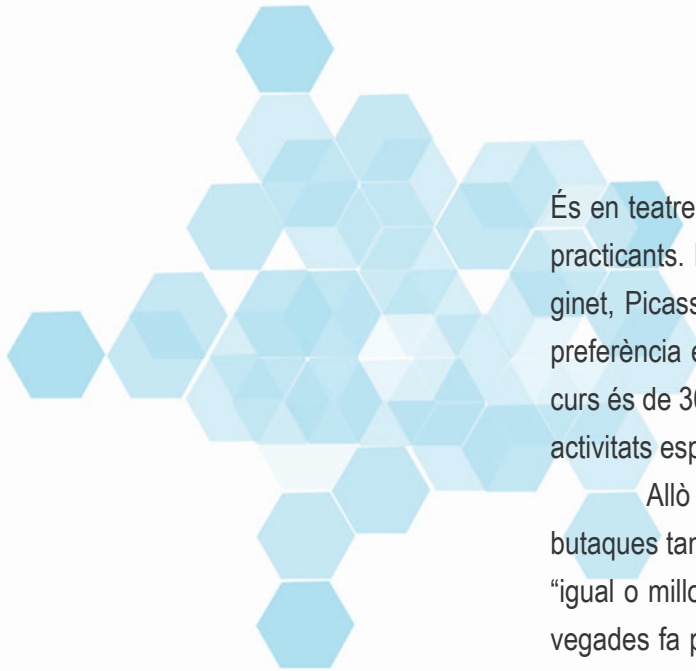 És en teatre
practicants.
ginet, Picass
preferència e
curs és de 30
activitats esp
Allò
butaques tan
“igual o millo
vegades fa p